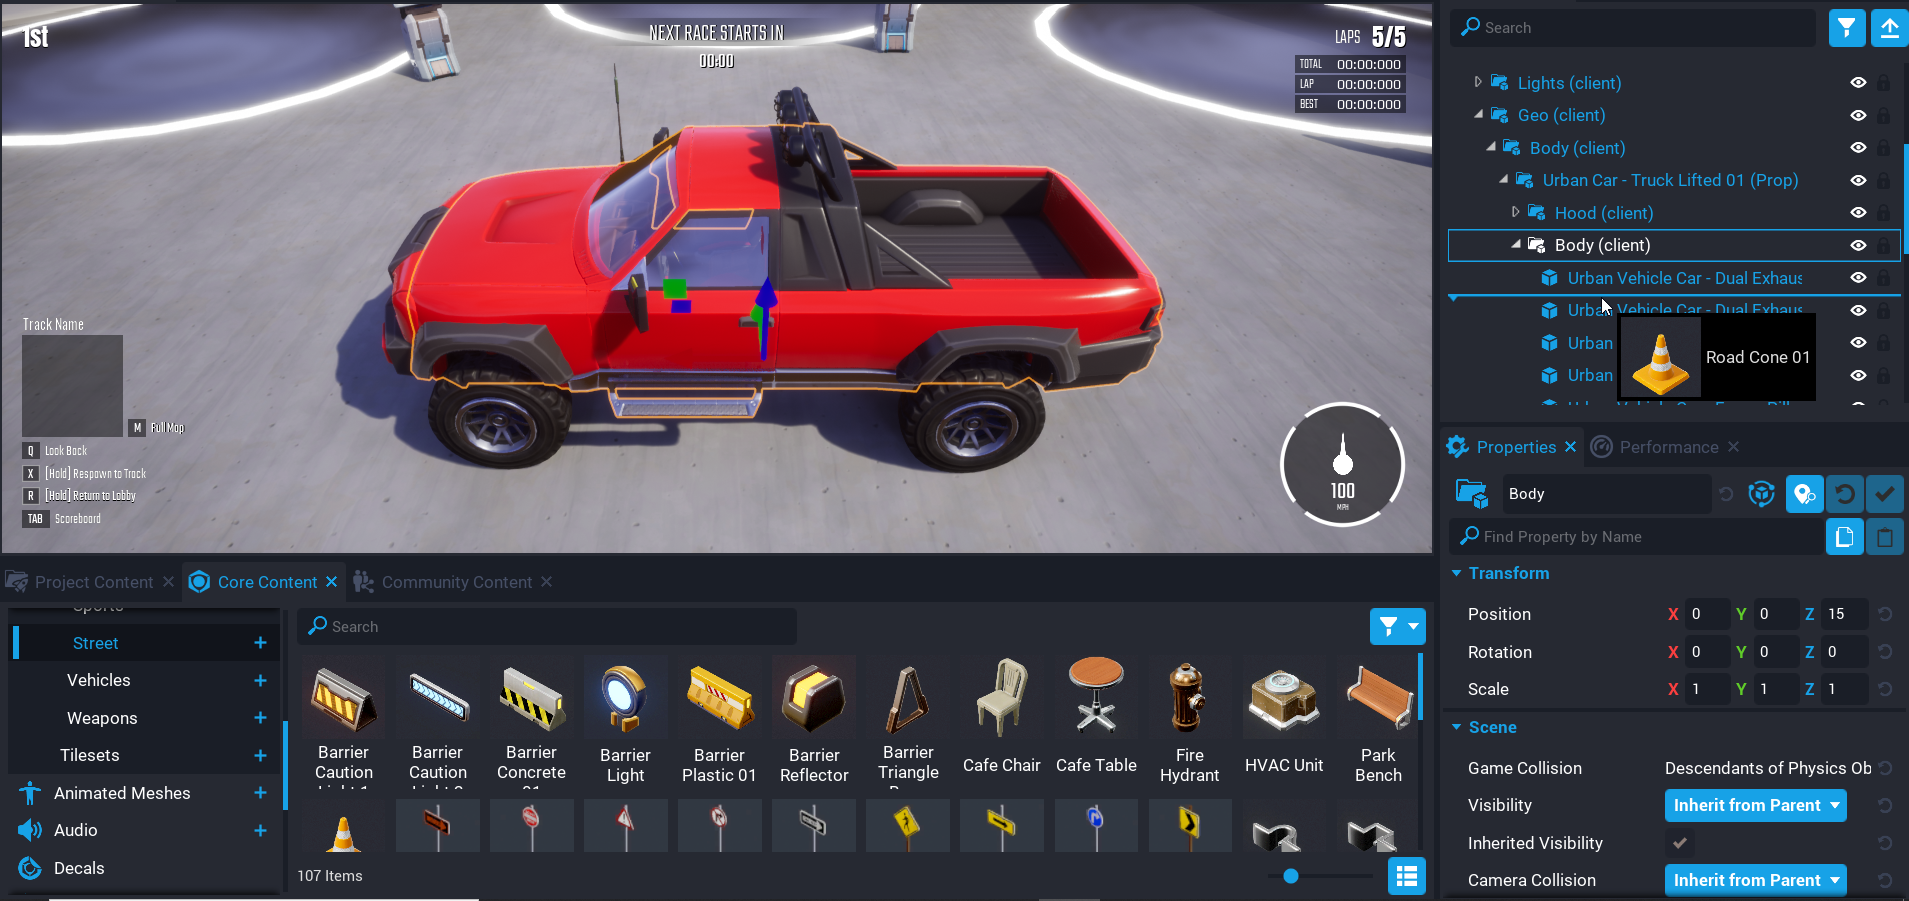 1st
NEXT RACE STARTS IN
00:00
LAPS 5/5
TOTAL 00:00:000
LAP 00:00:000
BEST 00:00:000
Track Name
M Full Map
Q Look Back
X [Hold] Respawn to Track
R [Hold] Return to Lobby
TAB Scoreboard
100
MPH
Search
Lights (client)
Geo (client)
Body (client)
Urban Car - Truck Lifted 01 (Prop)
Hood (client)
Body (client)
Urban Vehicle Car - Dual Exhaus
Urban Vehicle Car - Dual Exhaus
Urban
Urban
Road Cone 01
Properties
Performance
Body
Find Property by Name
Transform
Position X 0 Y 0 Z 15
Rotation X 0 Y 0 Z 0
Scale X 1 Y 1 Z 1
Scene
Game Collision Descendants of Physics Ob
Visibility Inherit from Parent
Inherited Visibility
Camera Collision Inherit from Parent
Project Content
Core Content
Community Content
Sports
Street
Vehicles
Weapons
Tilesets
Animated Meshes
Audio
Decals
Search
Barrier Caution
Barrier Caution
Barrier Concrete
Barrier Light
Barrier Plastic 01
Barrier Reflector
Barrier Triangle
Cafe Chair
Cafe Table
Fire Hydrant
HVAC Unit
Park Bench
107 Items